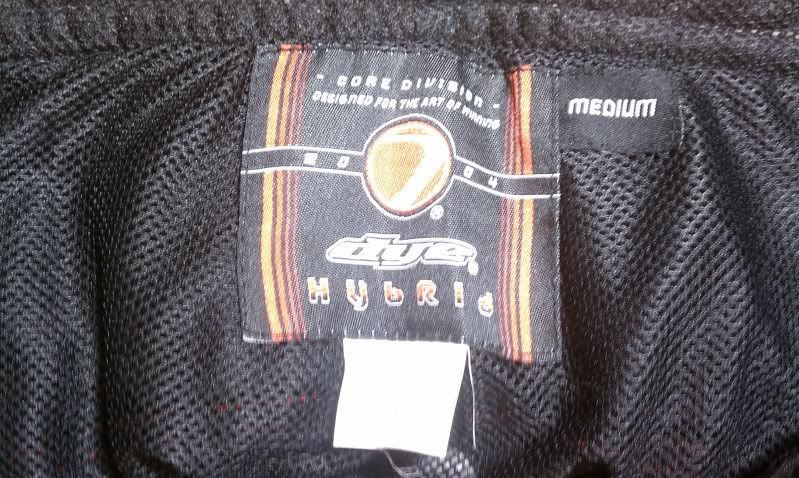 - CORE DIVISION -
DESIGNED FOR THE ART OF WINNING
MEDIUM
20 04
®
dye®
HYbRId